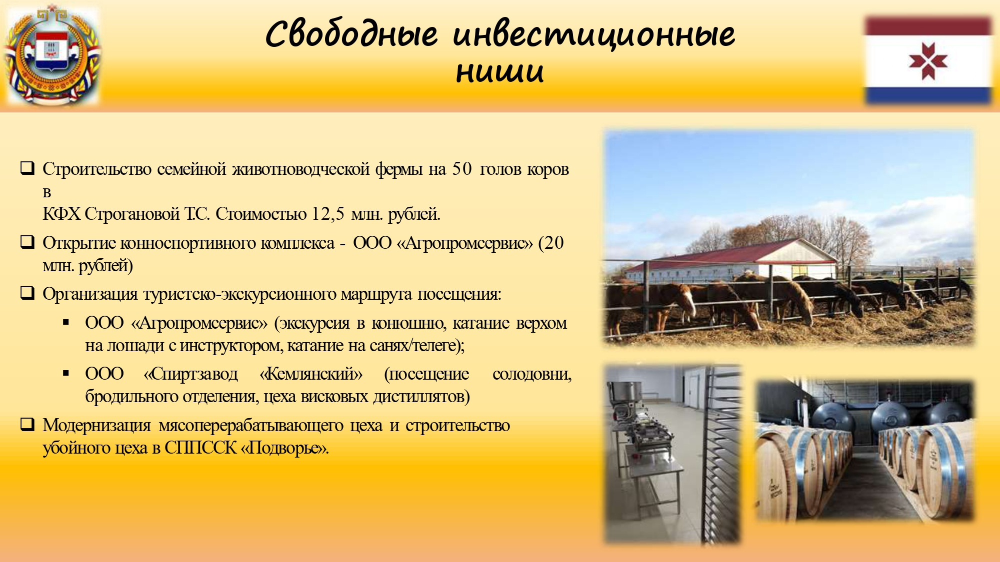 Свободные инвестиционные
ниши
Строительство семейной животноводческой фермы на 50 голов коров
в
КФХ Строгановой Т.С. Стоимостью 12,5 млн. рублей.
Открытие конноспортивного комплекса - ООО «Агропромсервис» (20
млн. рублей)
Организация туристско-экскурсионного маршрута посещения:
ООО «Агропромсервис» (экскурсия в конюшню, катание верхом
на лошади с инструктором, катание на санях/телеге);
ООО «Спиртзавод «Кемлянский» (посещение солодовни,
бродильного отделения, цеха висковых дистиллятов)
Модернизация мясоперерабатывающего цеха и строительство
убойного цеха в СППССК «Подворье».